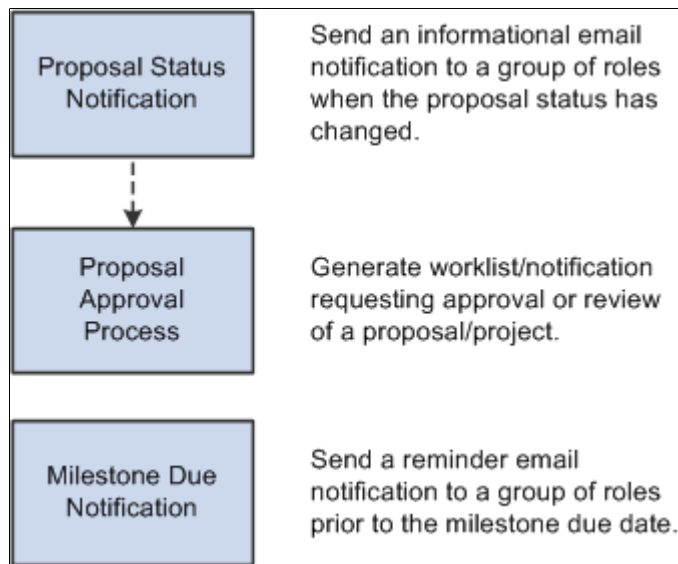 Proposal Status
Notification
Send an informational email
notification to a group of roles
when the proposal status has
changed.
Proposal
Approval
Process
Generate worklist/notification
requesting approval or review
of a proposal/project.
Milestone Due
Notification
Send a reminder email
notification to a group of roles
prior to the milestone due date.